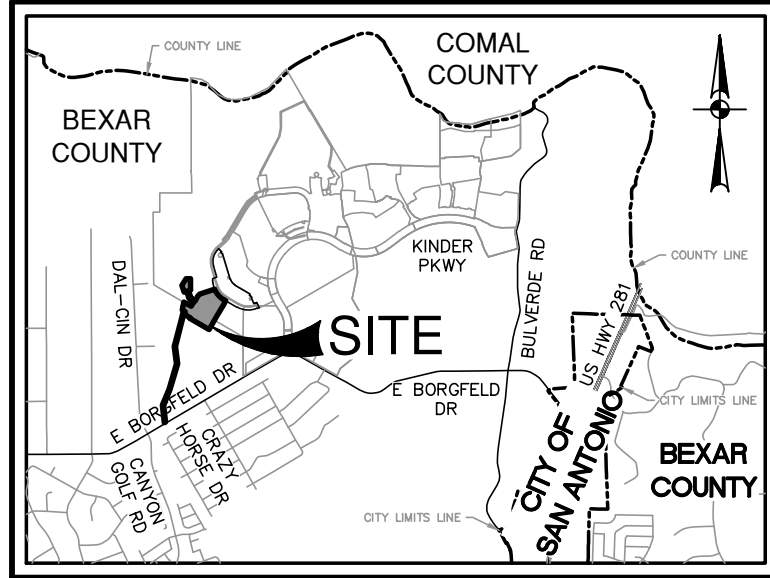 COUNTY LINE
COMAL
COUNTY
BEXAR
COUNTY
KINDER
PKWY
BULVERDE RD
COUNTY LINE
DAL-CIN DR
US HWY 281
SITE
E BORGFELD DR
E BORGFELD
DR
CITY LIMITS LINE
CRAZY
HORSE DR
CANYON
GOLF RD
CITY OF
SAN ANTONIO
BEXAR
COUNTY
CITY LIMITS LINE